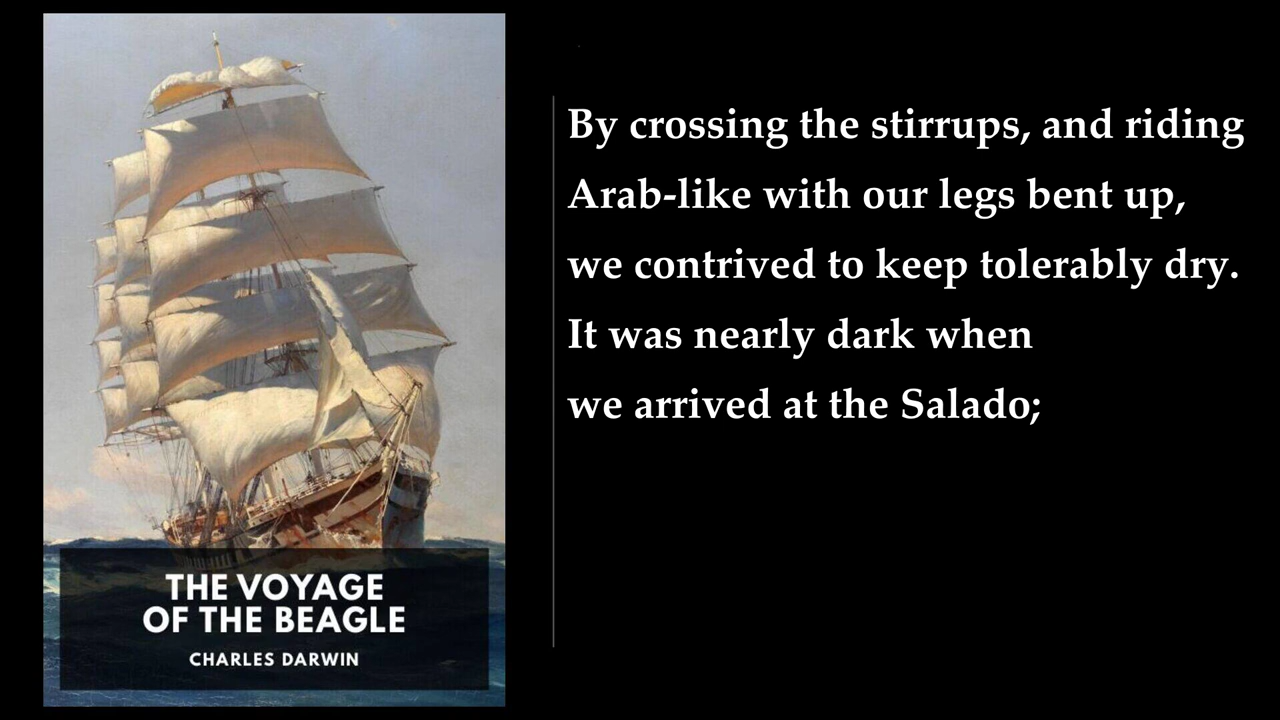 THE VOYAGE
OF THE BEAGLE
CHARLES DARWIN
By crossing the stirrups, and riding
Arab-like with our legs bent up,
we contrived to keep tolerably dry.
It was nearly dark when
we arrived at the Salado;